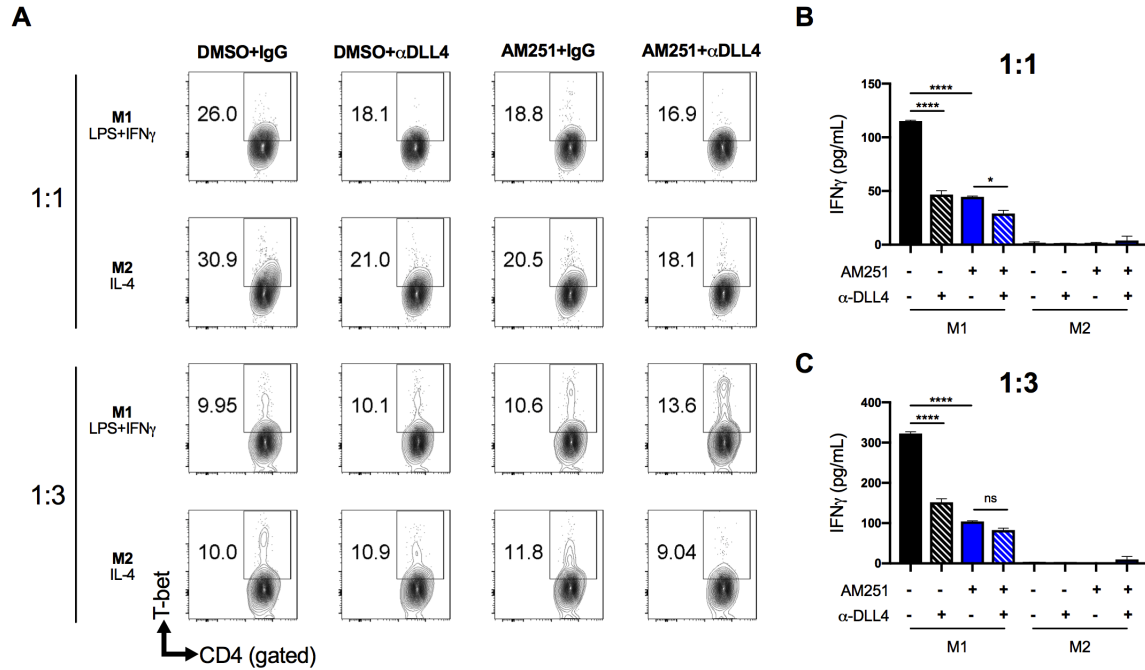 A
DMSO+IgG DMSO+αDLL4 AM251+IgG AM251+αDLL4
1:1
M1
LPS+IFNγ
26.0 18.1 18.8 16.9
M2
IL-4
30.9 21.0 20.5 18.1
1:3
M1
LPS+IFNγ
9.95 10.1 10.6 13.6
M2
IL-4
10.0 10.9 11.8 9.04
T-bet
CD4 (gated)
B
1:1
****
****
*
IFNγ (pg/mL)
150
100
50
0
AM251 - - + + - - + +
α-DLL4 - + - + - + - +
M1 M2
C
1:3
****
****
ns
IFNγ (pg/mL)
400
300
200
100
0
AM251 - - + + - - + +
α-DLL4 - + - + - + - +
M1 M2